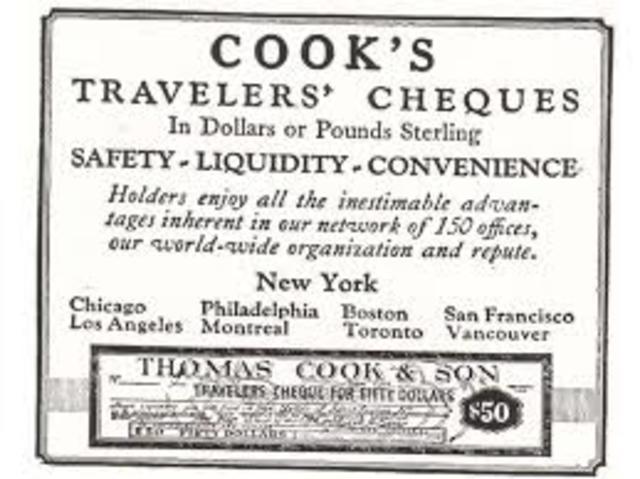 COOK'S
TRAVELERS' CHEQUES
In Dollars or Pounds Sterling
SAFETY - LIQUIDITY - CONVENIENCE
Holders enjoy all the inestimable advan-
tages inherent in our network of 150 offices,
our world-wide organization and repute.
New York
Chicago Philadelphia Boston San Francisco
Los Angeles Montreal Toronto Vancouver
THOMAS COOK & SON
TRAVELERS CHEQUE FOR FIFTY DOLLARS
$50
FIFTY DOLLARS